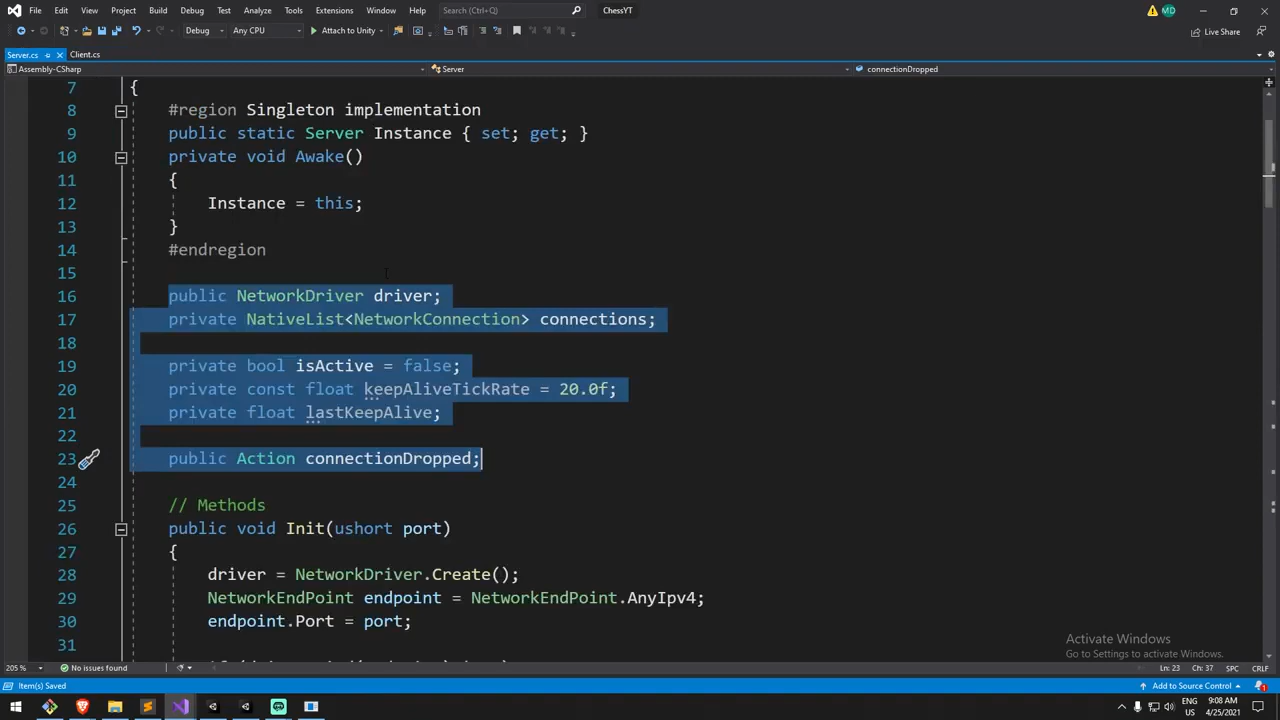 File Edit View Project Build Debug Test Analyze Tools Extensions Window Help Search (Ctrl+Q) ChessYT MD
Debug Any CPU Attach to Unity Live Share
Server.cs Client.cs
Assembly-CSharp Server connectionDropped
7 {
8 #region Singleton implementation
9 public static Server Instance { set; get; }
10 private void Awake()
11 {
12 Instance = this;
13 }
14 #endregion
15
16 public NetworkDriver driver;
17 private NativeList<NetworkConnection> connections;
18
19 private bool isActive = false;
20 private const float keepAliveTickRate = 20.0f;
21 private float lastKeepAlive;
22
23 public Action connectionDropped;
24
25 // Methods
26 public void Init(ushort port)
27 {
28 driver = NetworkDriver.Create();
29 NetworkEndPoint endpoint = NetworkEndPoint.AnyIpv4;
30 endpoint.Port = port;
31
Activate Windows
Go to Settings to activate Windows.
205 % No issues found Ln: 23 Ch: 37 SPC CRLF
Item(s) Saved Add to Source Control 1
ENG 9:08 AM
US 4/25/2021